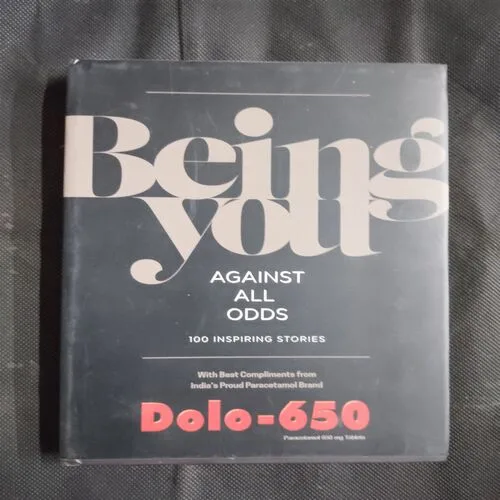 Being
you
AGAINST
ALL
ODDS
100 INSPIRING STORIES
With Best Compliments from
India's Proud Paracetamol Brand
Dolo-650
Paracetamol 650 mg Tablets